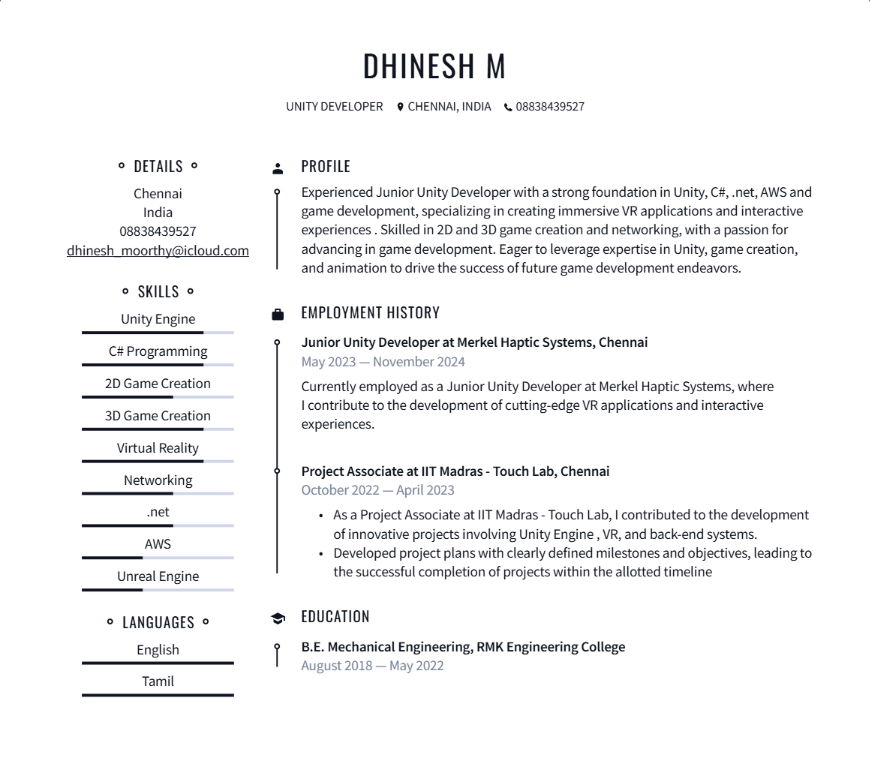 DHINESH M
UNITY DEVELOPER CHENNAI, INDIA 08838439527
DETAILS
Chennai
India
08838439527
dhinesh_moorthy@icloud.com
SKILLS
Unity Engine
C# Programming
2D Game Creation
3D Game Creation
Virtual Reality
Networking
.net
AWS
Unreal Engine
LANGUAGES
English
Tamil
PROFILE
Experienced Junior Unity Developer with a strong foundation in Unity, C#, .net, AWS and
game development, specializing in creating immersive VR applications and interactive
experiences . Skilled in 2D and 3D game creation and networking, with a passion for
advancing in game development. Eager to leverage expertise in Unity, game creation,
and animation to drive the success of future game development endeavors.
EMPLOYMENT HISTORY
Junior Unity Developer at Merkel Haptic Systems, Chennai
May 2023 — November 2024
Currently employed as a Junior Unity Developer at Merkel Haptic Systems, where
I contribute to the development of cutting-edge VR applications and interactive
experiences.
Project Associate at IIT Madras - Touch Lab, Chennai
October 2022 — April 2023
• As a Project Associate at IIT Madras - Touch Lab, I contributed to the development
of innovative projects involving Unity Engine , VR, and back-end systems.
• Developed project plans with clearly defined milestones and objectives, leading to
the successful completion of projects within the allotted timeline
EDUCATION
B.E. Mechanical Engineering, RMK Engineering College
August 2018 — May 2022